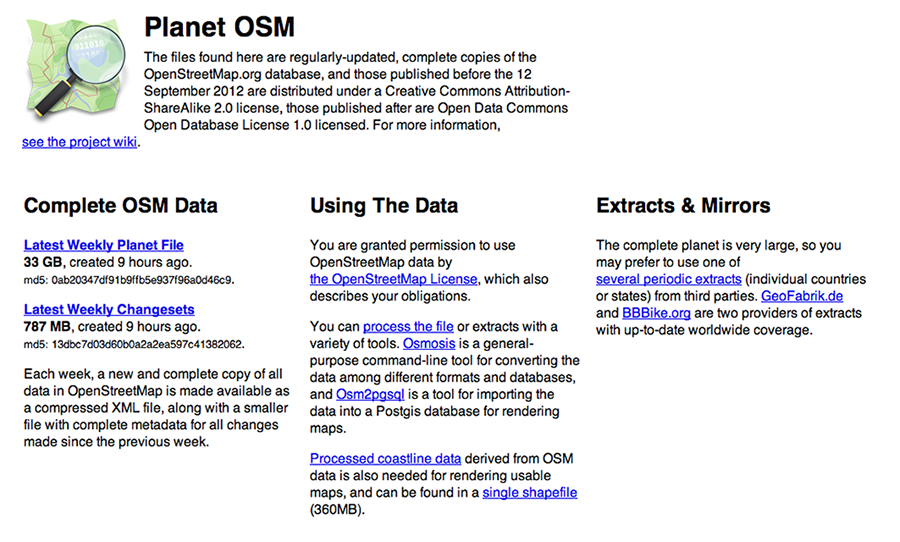 911010
Planet OSM
The files found here are regularly-updated, complete copies of the
OpenStreetMap.org database, and those published before the 12
September 2012 are distributed under a Creative Commons Attribution-
ShareAlike 2.0 license, those published after are Open Data Commons
Open Database License 1.0 licensed. For more information,
see the project wiki.
Complete OSM Data
Latest Weekly Planet File
33 GB, created 9 hours ago.
md5: 0ab20347df91b9ffb5e937f96a0d46c9.
Latest Weekly Changesets
787 MB, created 9 hours ago.
md5: 13dbc7d03d60b0a2a2ea597c41382062.
Each week, a new and complete copy of all
data in OpenStreetMap is made available as
a compressed XML file, along with a smaller
file with complete metadata for all changes
made since the previous week.
Using The Data
You are granted permission to use
OpenStreetMap data by
the OpenStreetMap License, which also
describes your obligations.
You can process the file or extracts with a
variety of tools. Osmosis is a general-
purpose command-line tool for converting the
data among different formats and databases,
and Osm2pgsql is a tool for importing the
data into a Postgis database for rendering
maps.
Processed coastline data derived from OSM
data is also needed for rendering usable
maps, and can be found in a single shapefile
(360MB).
Extracts & Mirrors
The complete planet is very large, so you
may prefer to use one of
several periodic extracts (individual countries
or states) from third parties. GeoFabrik.de
and BBBike.org are two providers of extracts
with up-to-date worldwide coverage.